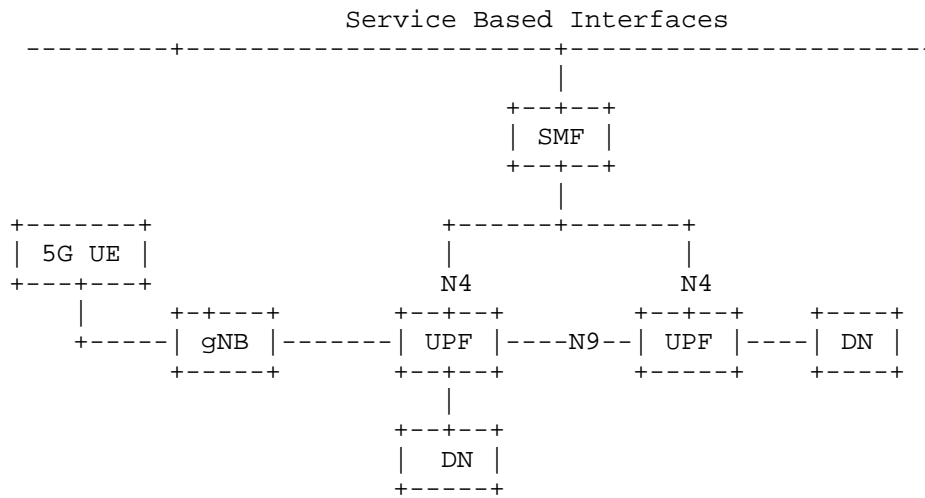 Service Based Interfaces
SMF
5G UE
N4 N4
gNB UPF N9 UPF DN
DN